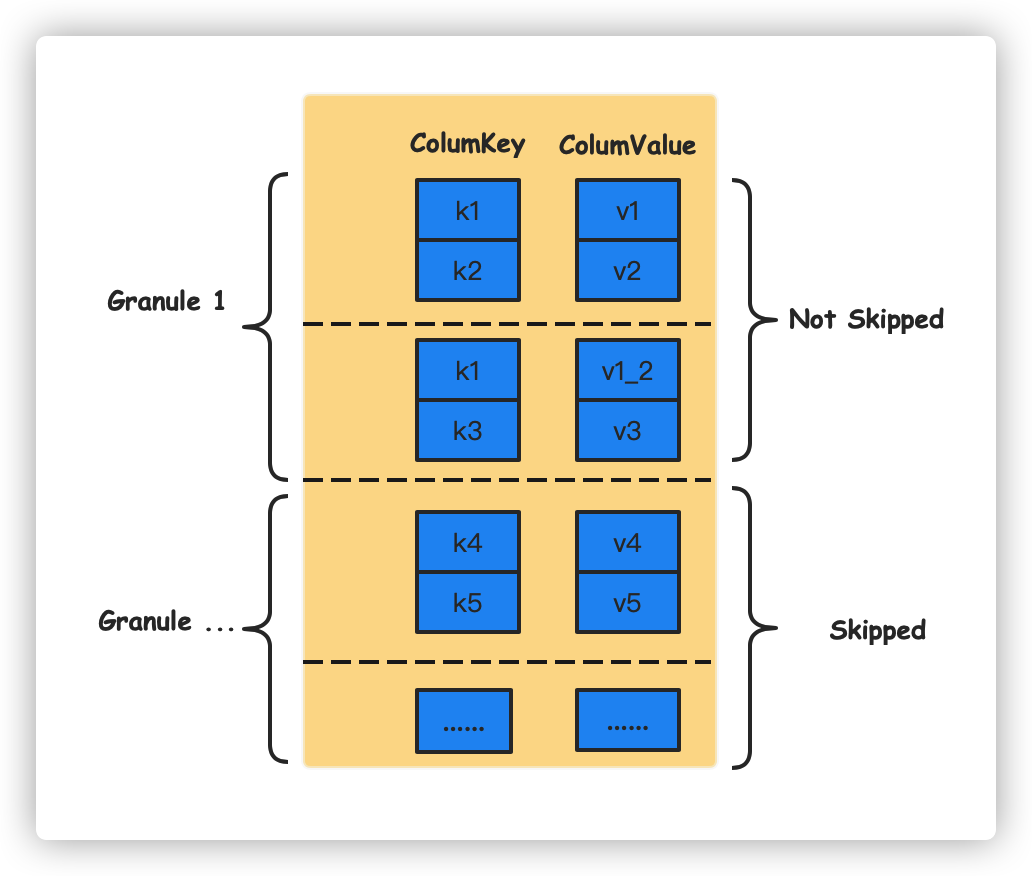 ColumKey ColumValue
k1 v1
k2 v2
Granule 1
Not Skipped
k1 v1_2
k3 v3
k4 v4
k5 v5
Granule ...
Skipped
...... ......